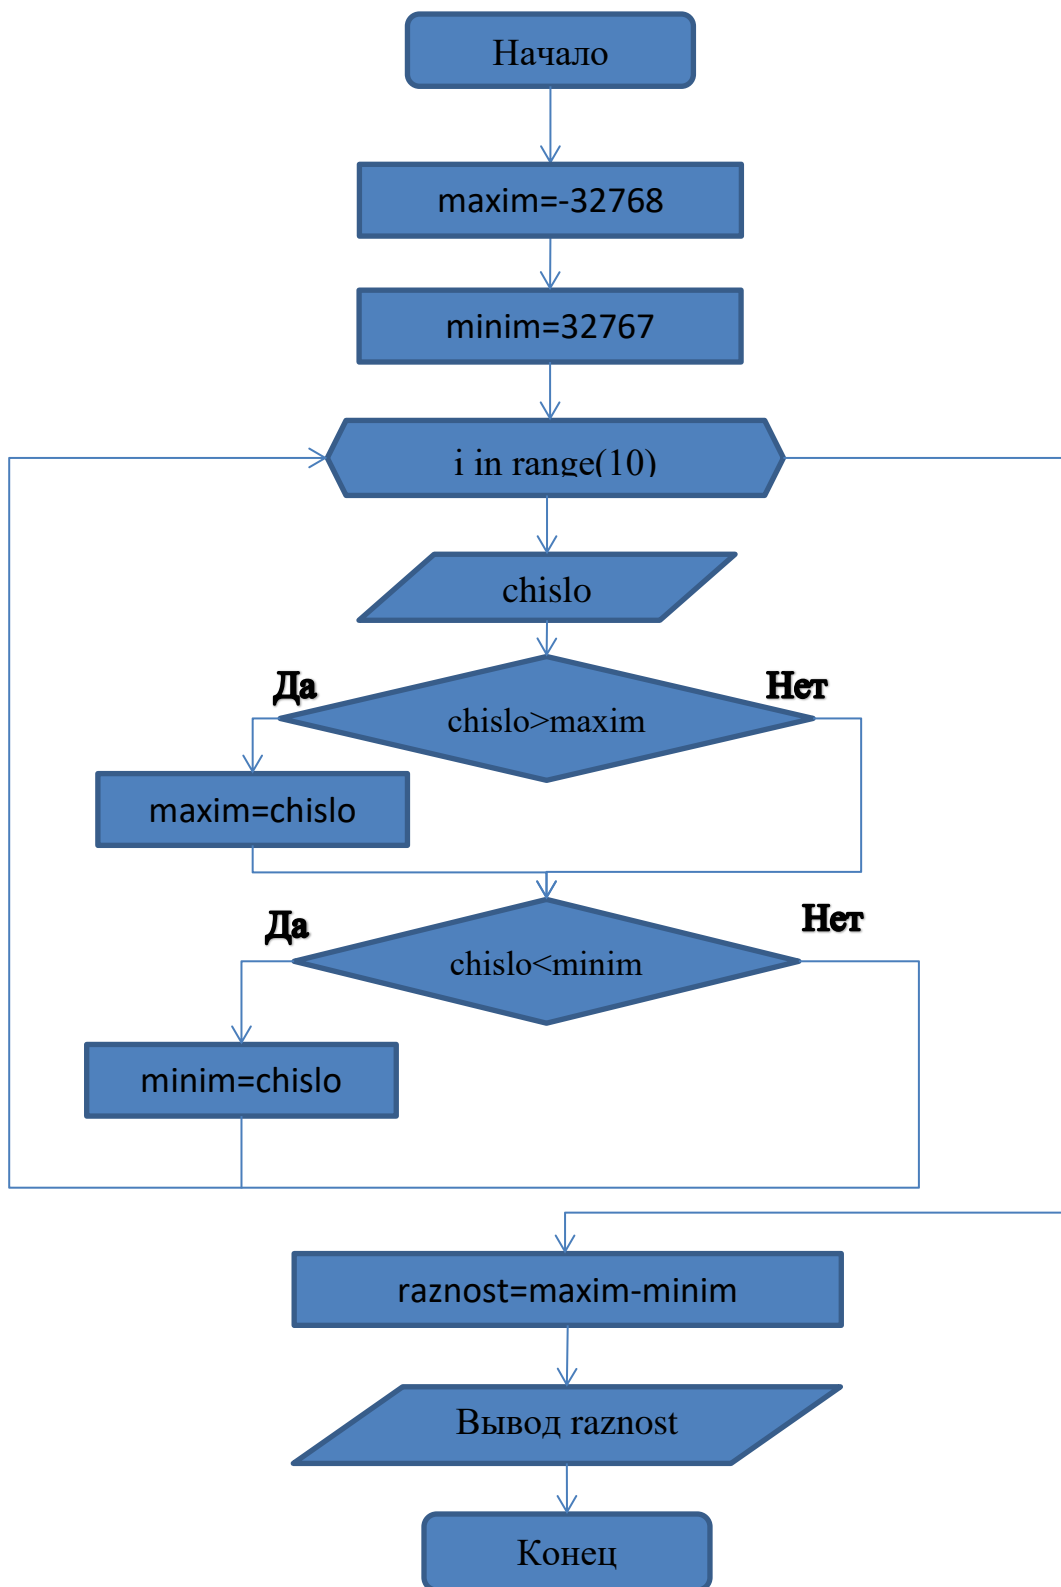 Начало
maxim=-32768
minim=32767
i in range(10)
chislo
Да
Нет
chislo>maxim
maxim=chislo
Да
Нет
chislo<minim
minim=chislo
raznost=maxim-minim
Вывод raznost
Конец